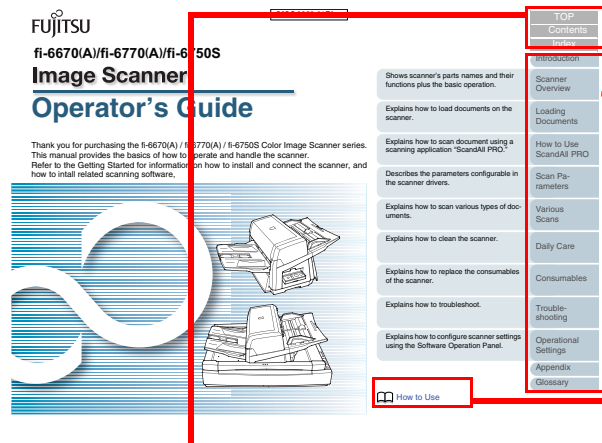 FUJITSU
fi-6670(A)/fi-6770(A)/fi-6750S
Image Scanner
Operator's Guide
Thank you for purchasing the fi-6670(A) / fi-6770(A) / fi-6750S Color Image Scanner series.
This manual provides the basics of how to operate and handle the scanner.
Refer to the Getting Started for information on how to install and connect the scanner, and
how to intall related scanning software,
TOP
Contents
Index
Introduction
Shows scanner's parts names and their
functions plus the basic operation.
Scanner
Overview
Explains how to load documents on the
scanner.
Loading
Documents
Explains how to scan document using a
scanning application "ScandAll PRO."
How to Use
ScandAll PRO
Describes the parameters configurable in
the scanner drivers.
Scan Pa-
rameters
Explains how to scan various types of doc-
uments.
Various
Scans
Explains how to clean the scanner.
Daily Care
Explains how to replace the consumables
of the scanner.
Consumables
Explains how to troubleshoot.
Trouble-
shooting
Explains how to configure scanner settings
using the Software Operation Panel.
Operational
Settings
Appendix
Glossary
How to Use